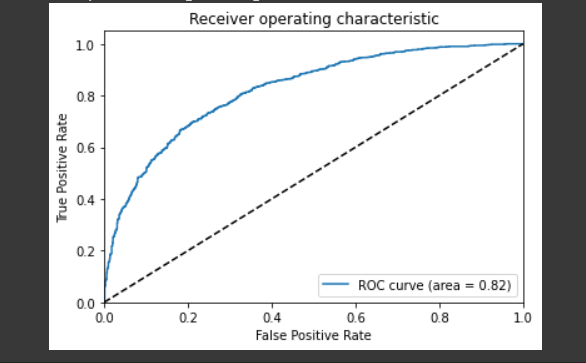 Receiver operating characteristic
1.0
0.8
0.6
0.4
0.2
0.0
True Positive Rate
ROC curve (area = 0.82)
0.0 0.2 0.4 0.6 0.8 1.0
False Positive Rate